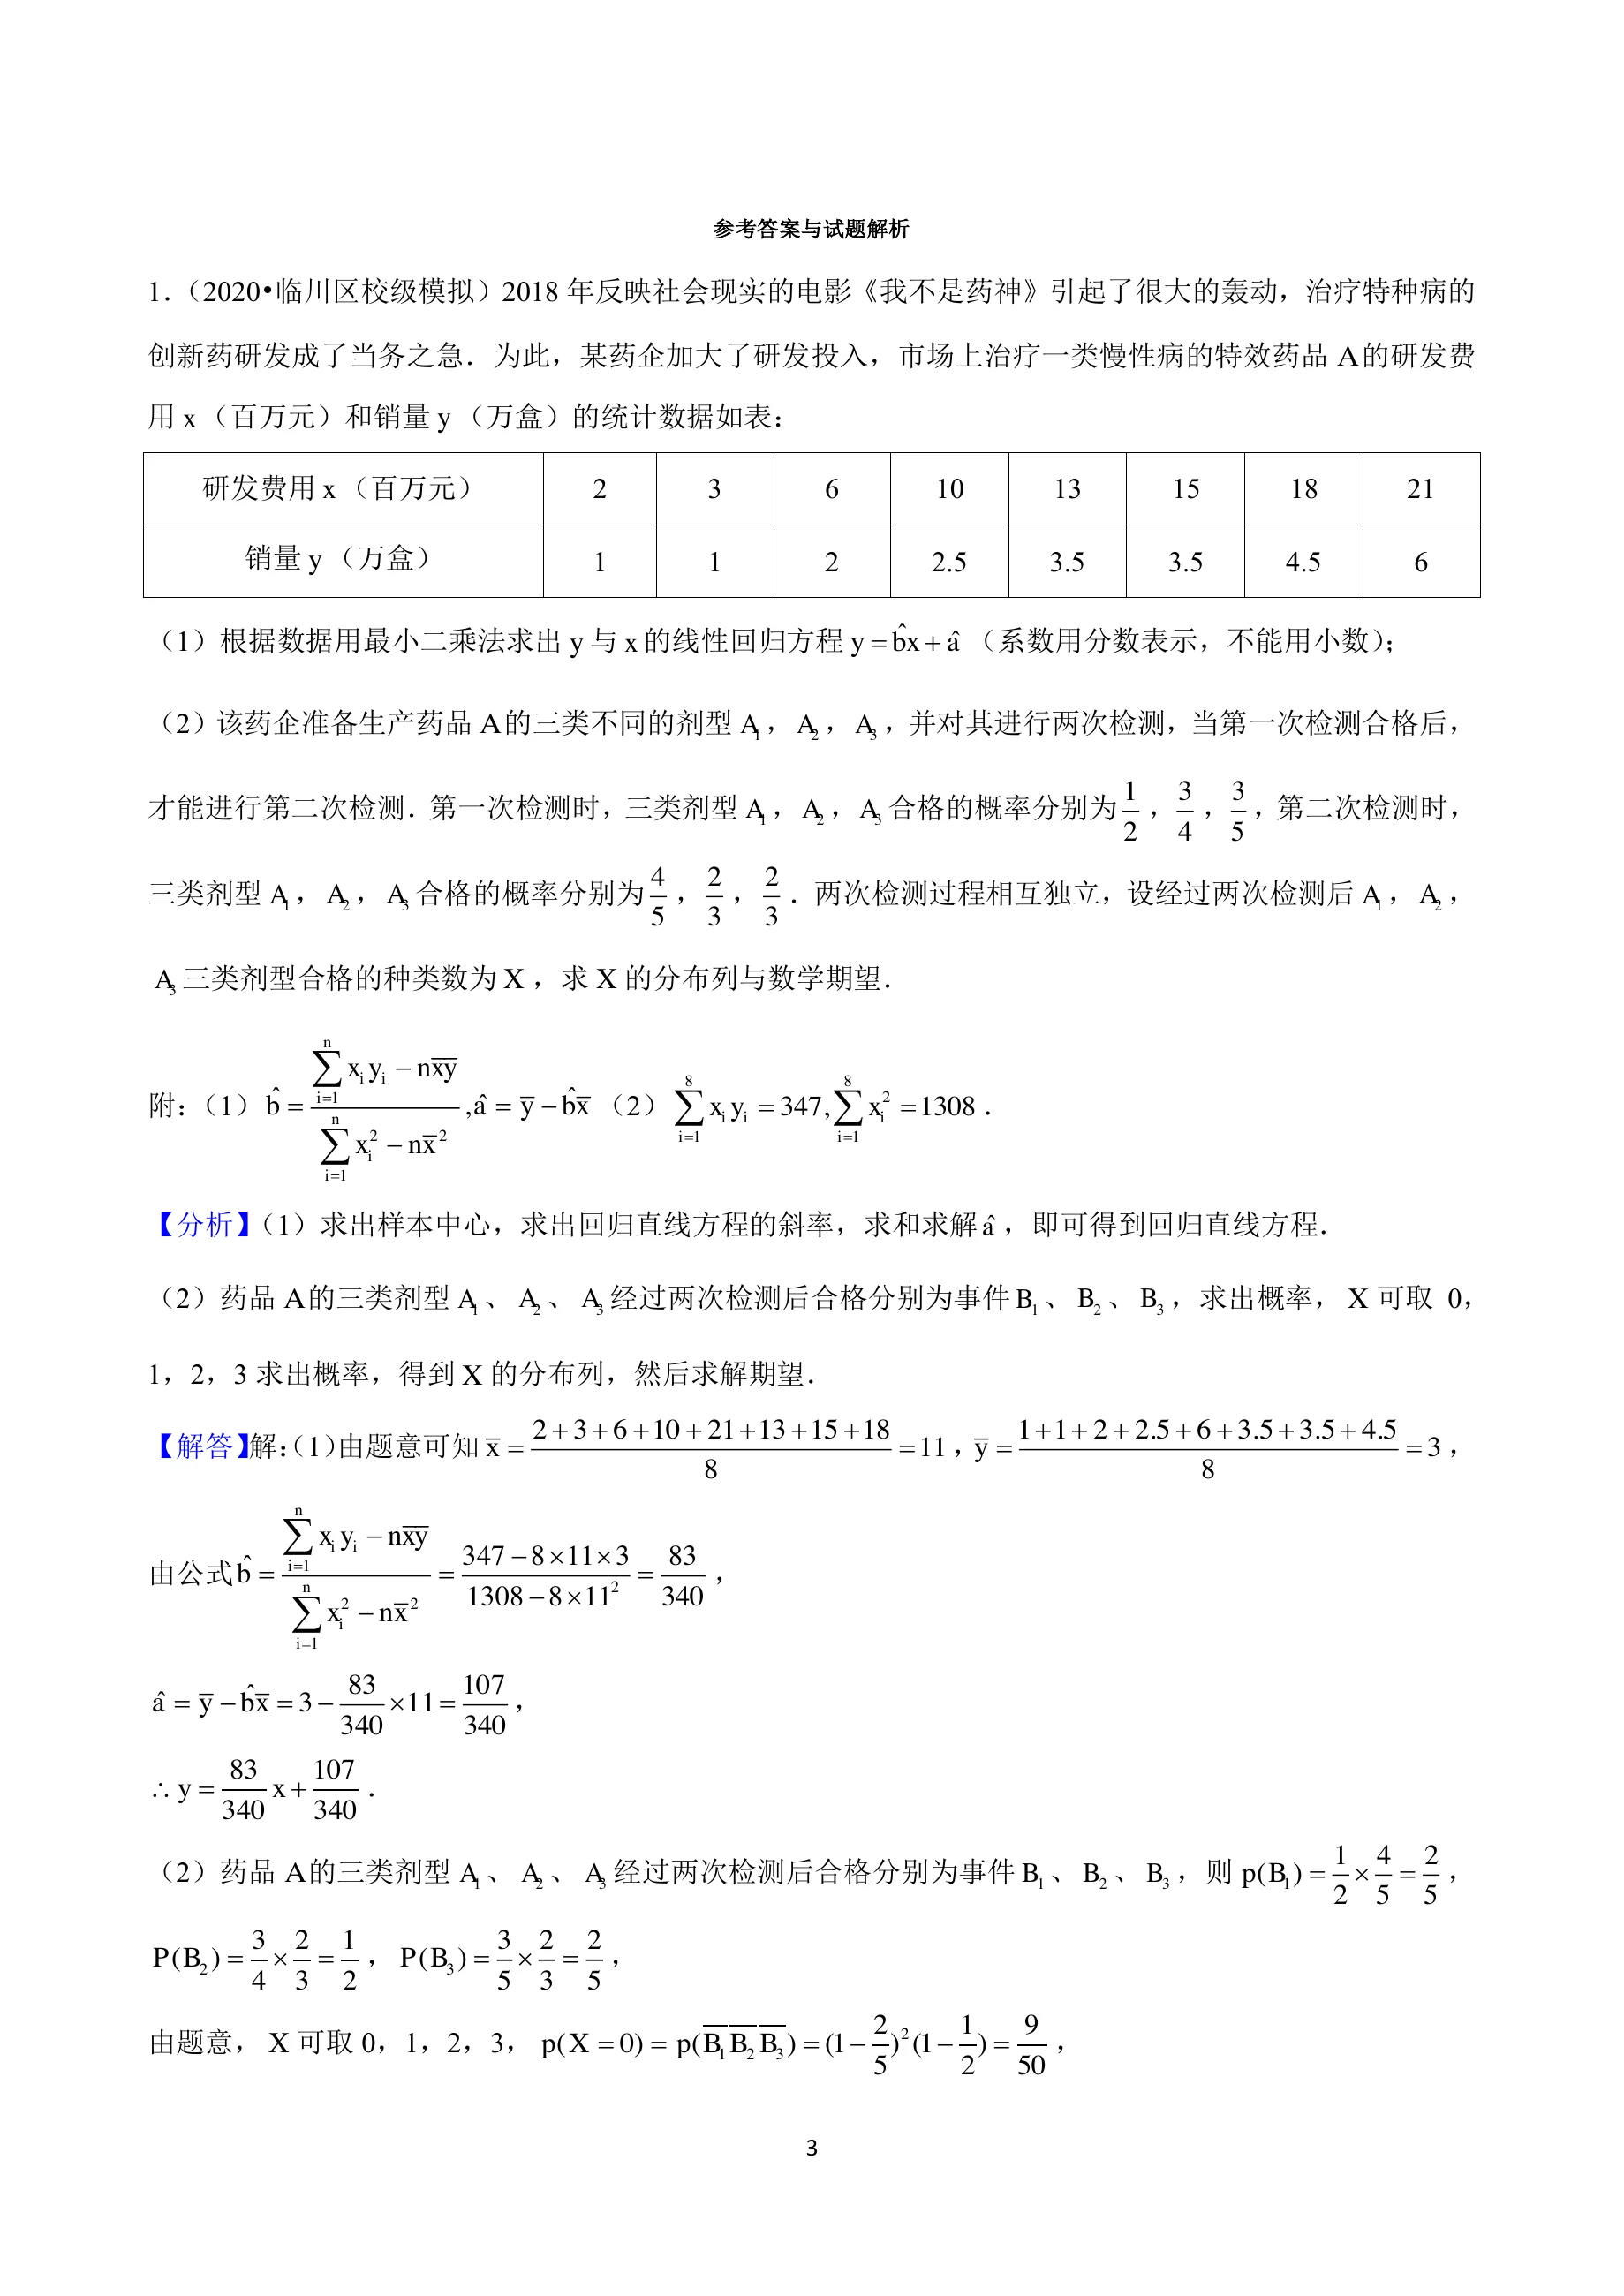 参考答案与试题解析
1.（2020•临川区校级模拟）2018 年反映社会现实的电影《我不是药神》引起了很大的轰动，治疗特种病的
创新药研发成了当务之急．为此，某药企加大了研发投入，市场上治疗一类慢性病的特效药品 A的研发费
用 x（百万元）和销量 y（万盒）的统计数据如表：
研发费用 x（百万元） 2 3 6 10 13 15 18 21
销量 y（万盒） 1 1 2 2.5 3.5 3.5 4.5 6
（1）根据数据用最小二乘法求出 y 与 x 的线性回归方程 y = b̂x + â（系数用分数表示，不能用小数）；
（2）该药企准备生产药品 A的三类不同的剂型 A₁，A₂，A₃，并对其进行两次检测，当第一次检测合格后，
才能进行第二次检测．第一次检测时，三类剂型 A₁，A₂，A₃ 合格的概率分别为 1/2，3/4，3/5，第二次检测时，
三类剂型 A₁，A₂，A₃ 合格的概率分别为 4/5，2/3，2/3．两次检测过程相互独立，设经过两次检测后 A₁，A₂，
A₃ 三类剂型合格的种类数为 X，求 X 的分布列与数学期望．
附：（1） b̂ = (∑_{i=1}^{n} xᵢyᵢ − nx̄ȳ)/(∑_{i=1}^{n} xᵢ² − nx̄²), â = ȳ − b̂x̄（2） ∑_{i=1}^{8} xᵢyᵢ = 347, ∑_{i=1}^{8} xᵢ² = 1308．
【分析】（1）求出样本中心，求出回归直线方程的斜率，求和求解 â，即可得到回归直线方程．
（2）药品 A的三类剂型 A₁、A₂、A₃ 经过两次检测后合格分别为事件 B₁、B₂、B₃，求出概率，X 可取 0，
1，2，3 求出概率，得到 X 的分布列，然后求解期望．
【解答】解：（1）由题意可知 x̄ = (2+3+6+10+21+13+15+18)/8 = 11，ȳ = (1+1+2+2.5+6+3.5+3.5+4.5)/8 = 3，
由公式 b̂ = (∑_{i=1}^{n} xᵢyᵢ − nx̄ȳ)/(∑_{i=1}^{n} xᵢ² − nx̄²) = (347−8×11×3)/(1308−8×11²) = 83/340，
â = ȳ − b̂x̄ = 3 − 83/340 ×11 = 107/340，
∴ y = 83/340 x + 107/340．
（2）药品 A的三类剂型 A₁、A₂、A₃ 经过两次检测后合格分别为事件 B₁、B₂、B₃，则 p(B₁) = 1/2 × 4/5 = 2/5，
P(B₂) = 3/4 × 2/3 = 1/2，P(B₃) = 3/5 × 2/3 = 2/5，
由题意，X 可取 0，1，2，3，p(X = 0) = p(B̅₁B̅₂B̅₃) = (1 − 2/5)²(1 − 1/2) = 9/50，
3